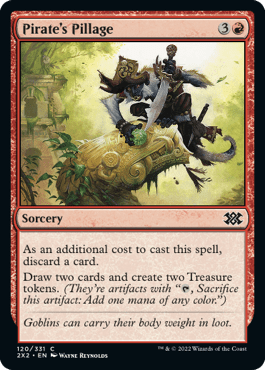 Pirate's Pillage 3
Sorcery
As an additional cost to cast this spell,
discard a card.
Draw two cards and create two Treasure
tokens. (They're artifacts with “, Sacrifice
this artifact: Add one mana of any color.”)
Goblins can carry their body weight in loot.
120/331 C
2X2 • EN Wayne Reynolds ™ & © 2022 Wizards of the Coast